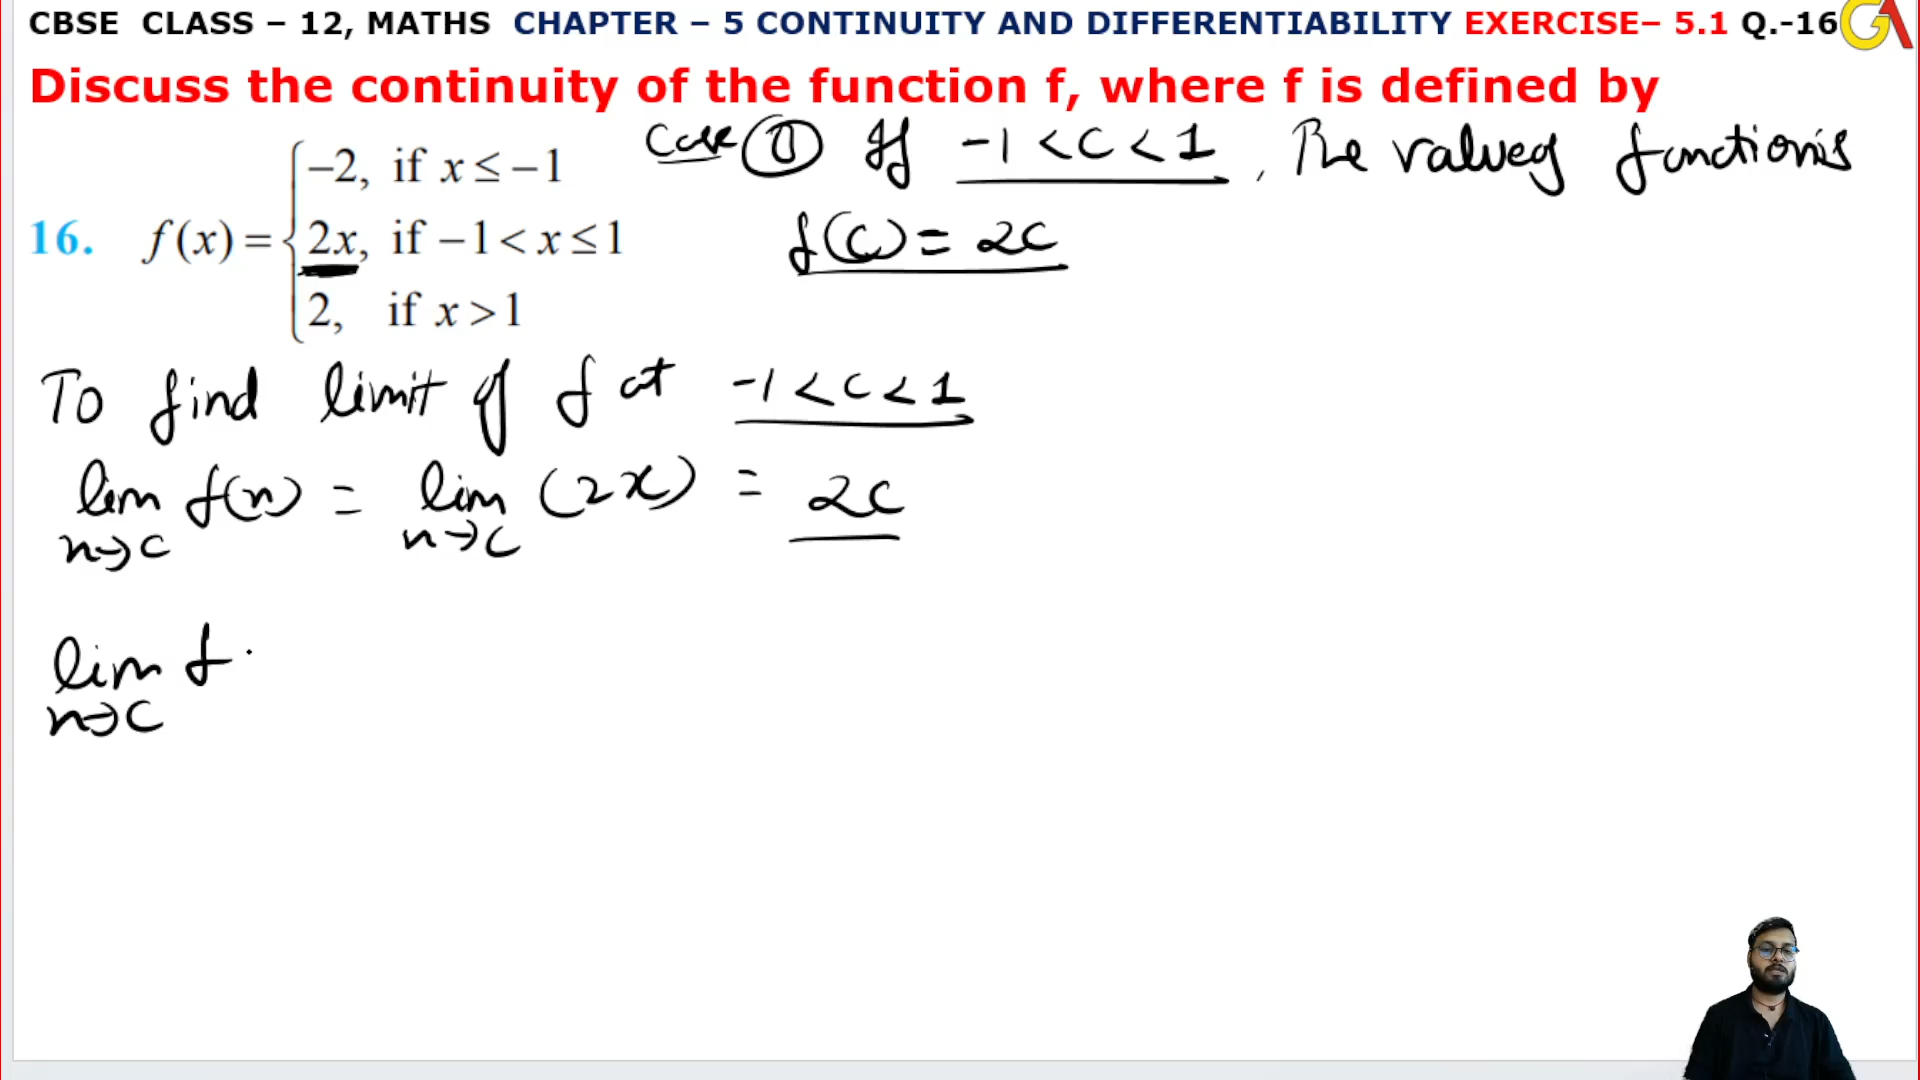 CBSE CLASS – 12, MATHS CHAPTER – 5 CONTINUITY AND DIFFERENTIABILITY EXERCISE– 5.1 Q.-16
Discuss the continuity of the function f, where f is defined by
16. f(x) = { –2, if x ≤ –1
2x, if –1 < x ≤ 1
2, if x > 1
Case (I) If -1 < c < 1, The value of function is
f(c) = 2c
To find limit of f at -1 < c < 1
lim f(x) = lim (2x) = 2c
x→c x→c
lim f
x→c